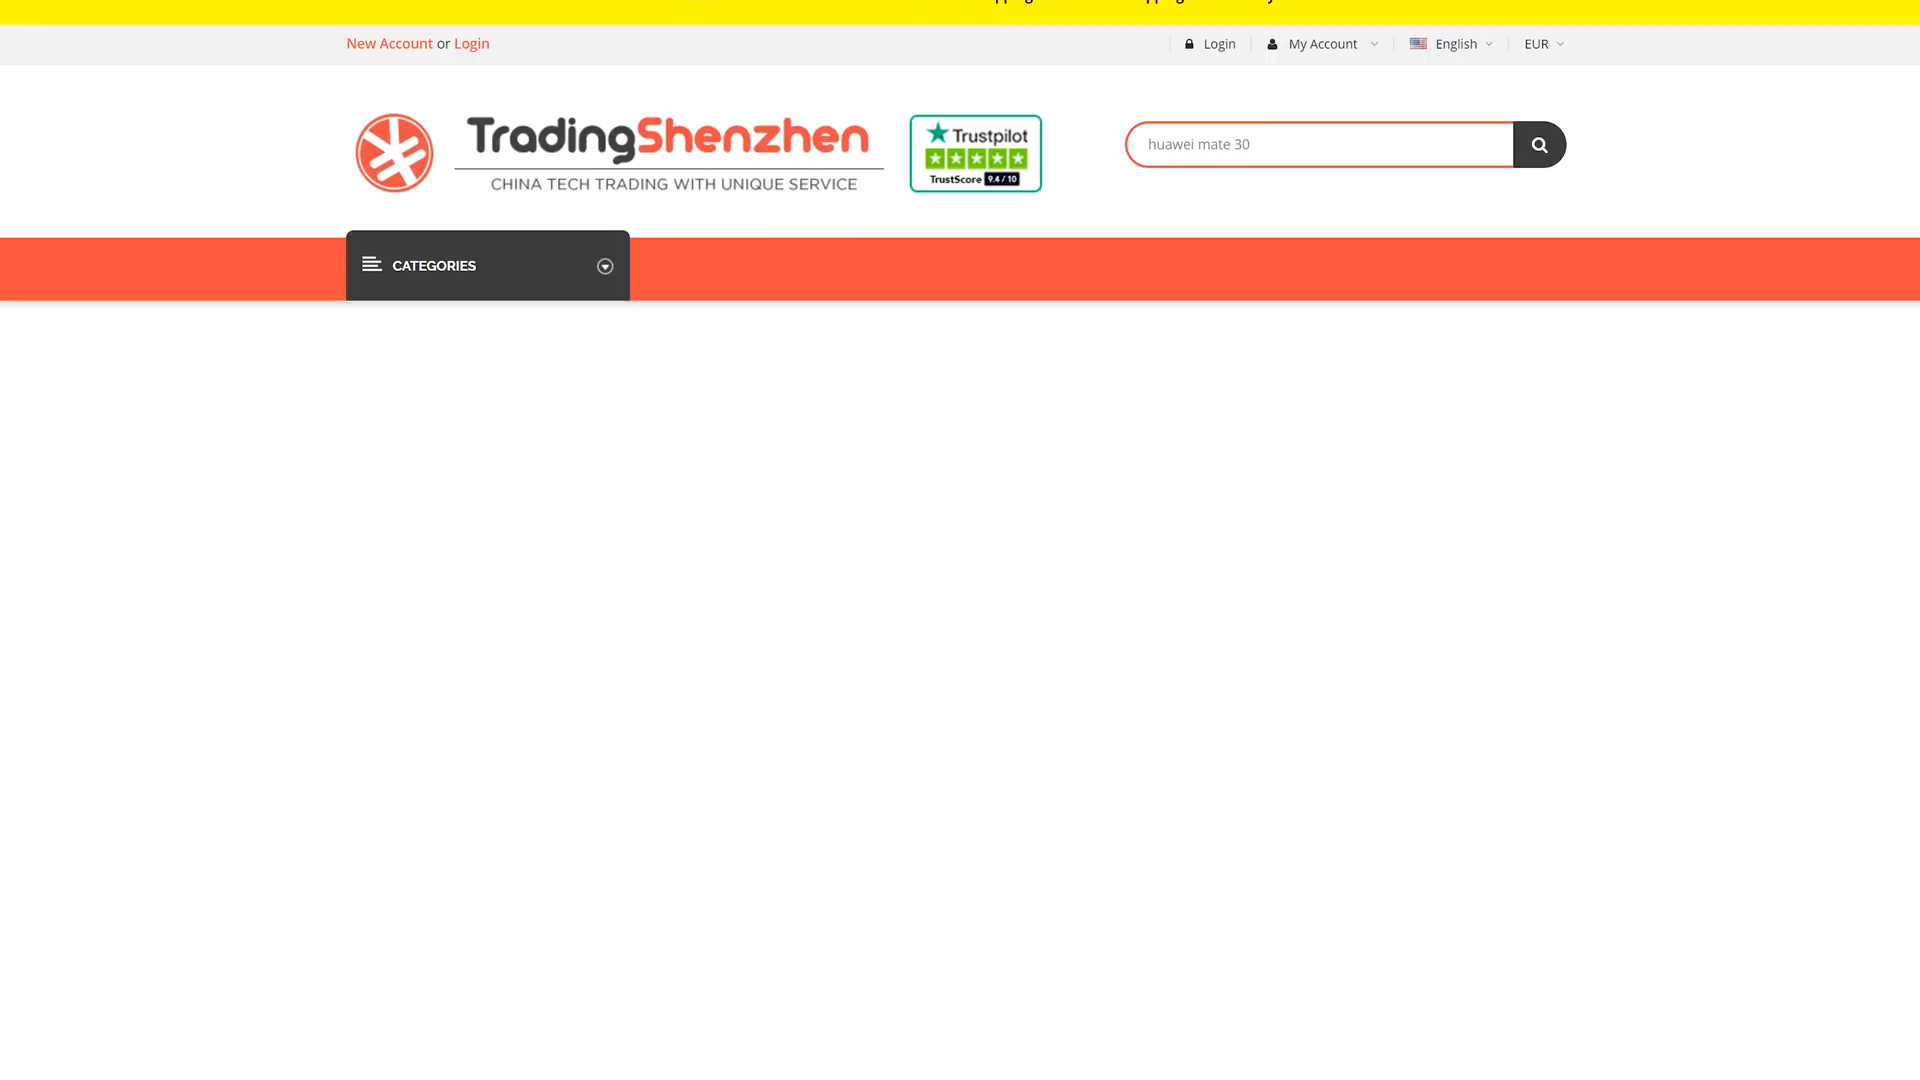 New Account or Login
Login
My Account
English
EUR
TradingShenzhen
CHINA TECH TRADING WITH UNIQUE SERVICE
Trustpilot
TrustScore 9.4 / 10
huawei mate 30
CATEGORIES